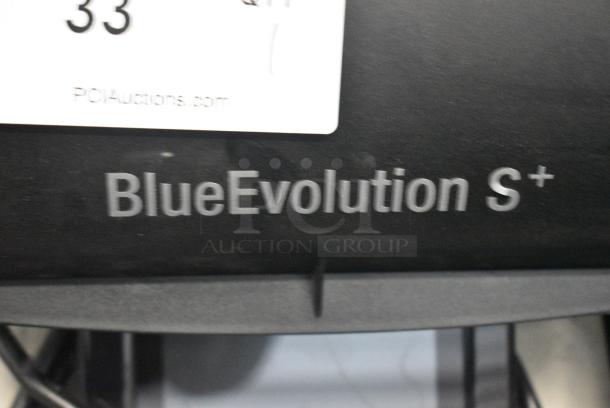 33
PCIAuctions.com
BlueEvolution S+
PCI
AUCTION GROUP